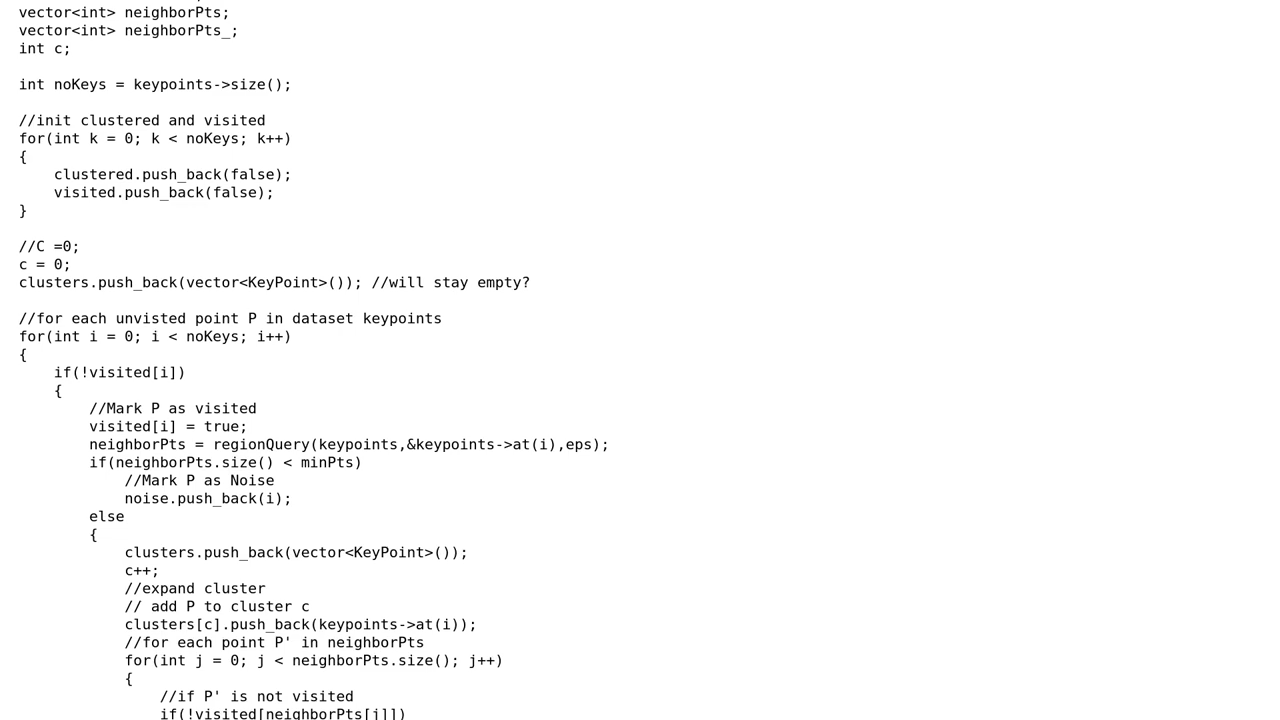 vector<int> neighborPts;
vector<int> neighborPts_;
int c;

int noKeys = keypoints->size();

//init clustered and visited
for(int k = 0; k < noKeys; k++)
{
    clustered.push_back(false);
    visited.push_back(false);
}

//C =0;
c = 0;
clusters.push_back(vector<KeyPoint>()); //will stay empty?

//for each unvisted point P in dataset keypoints
for(int i = 0; i < noKeys; i++)
{
    if(!visited[i])
    {
        //Mark P as visited
        visited[i] = true;
        neighborPts = regionQuery(keypoints,&keypoints->at(i),eps);
        if(neighborPts.size() < minPts)
            //Mark P as Noise
            noise.push_back(i);
        else
        {
            clusters.push_back(vector<KeyPoint>());
            c++;
            //expand cluster
            // add P to cluster c
            clusters[c].push_back(keypoints->at(i));
            //for each point P' in neighborPts
            for(int j = 0; j < neighborPts.size(); j++)
            {
                //if P' is not visited
                if(!visited[neighborPts[j]])